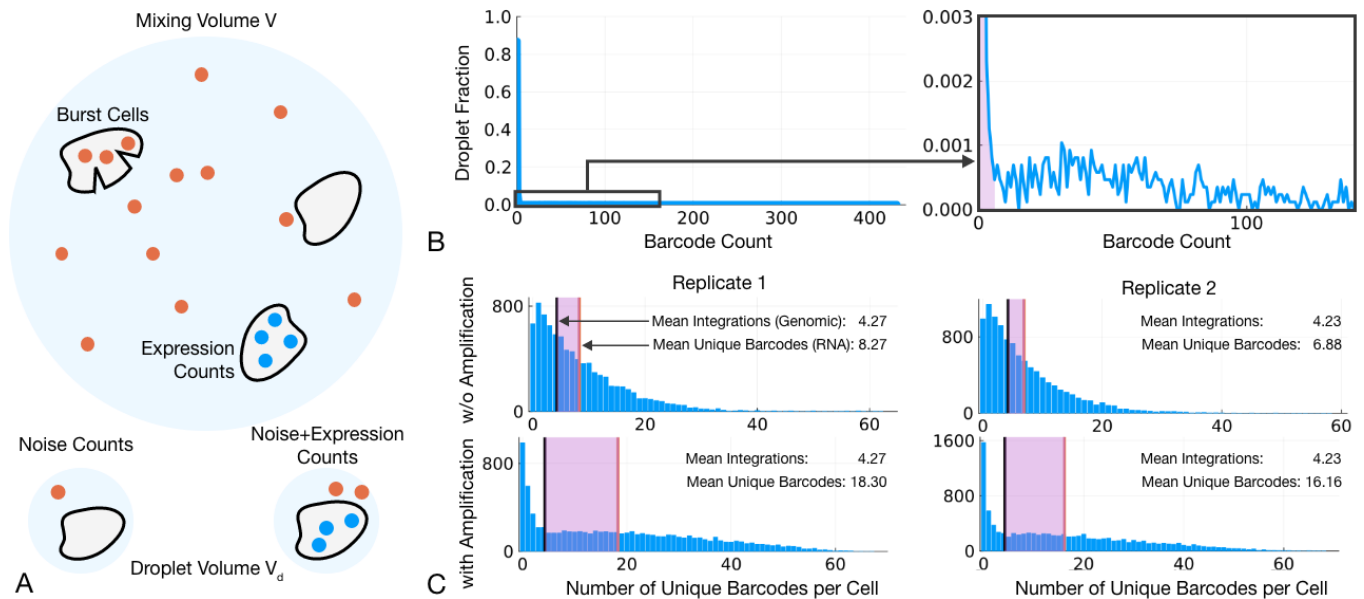 Mixing Volume V
Burst Cells
Expression
Counts
Noise Counts
Noise+Expression
Counts
Droplet Volume Vd
A
Droplet Fraction
1.0
0.8
0.6
0.4
0.2
0.0
0
100
200
300
400
Barcode Count
B
0.003
0.002
0.001
0.000
0
100
Barcode Count
Replicate 1
w/o Amplification
800
0
Mean Integrations (Genomic): 4.27
Mean Unique Barcodes (RNA): 8.27
0
20
40
60
Replicate 2
800
0
Mean Integrations: 4.23
Mean Unique Barcodes: 6.88
0
20
40
60
with Amplification
800
0
Mean Integrations: 4.27
Mean Unique Barcodes: 18.30
0
20
40
60
Number of Unique Barcodes per Cell
1600
800
0
Mean Integrations: 4.23
Mean Unique Barcodes: 16.16
0
20
40
60
Number of Unique Barcodes per Cell
C